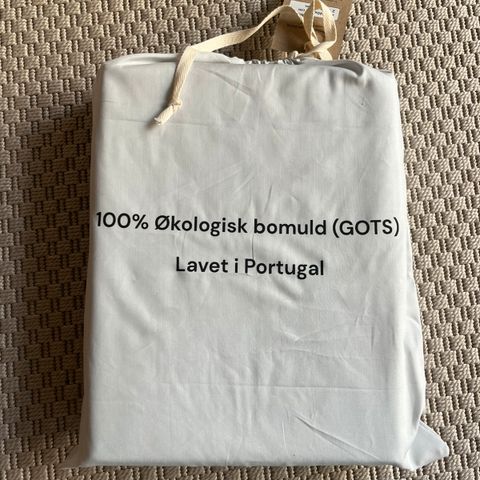 100% Økologisk bomuld (GOTS)
Lavet i Portugal